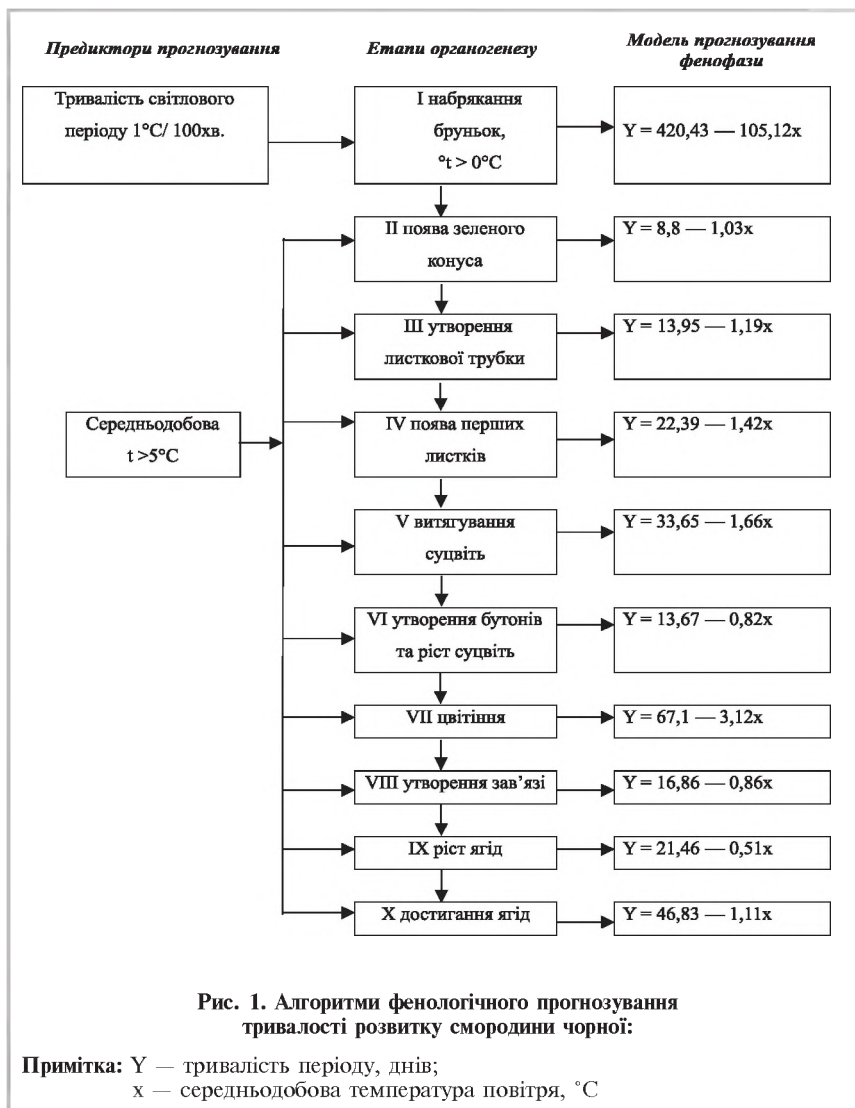 Предиктори прогнозування
Етапи органогенезу
Модель прогнозування
фенофази
Тривалість світлового
періоду 1°С/ 100хв.
I набрякання
бруньок,
°t > 0°С
Y = 420,43 — 105,12x
II поява зеленого
конуса
Y = 8,8 — 1,03x
III утворення
листкової трубки
Y = 13,95 — 1,19x
Середньодобова
t >5°С
IV поява перших
листків
Y = 22,39 — 1,42x
V витягування
суцвіть
Y = 33,65 — 1,66x
VI утворення бутонів
та ріст суцвіть
Y = 13,67 — 0,82x
VII цвітіння
Y = 67,1 — 3,12x
VIII утворення зав’язі
Y = 16,86 — 0,86x
IX ріст ягід
Y = 21,46 — 0,51x
X достигання ягід
Y = 46,83 — 1,11x
Рис. 1. Алгоритми фенологічного прогнозування
тривалості розвитку смородини чорної:
Примітка: Y — тривалість періоду, днів;
x — середньодобова температура повітря, °С